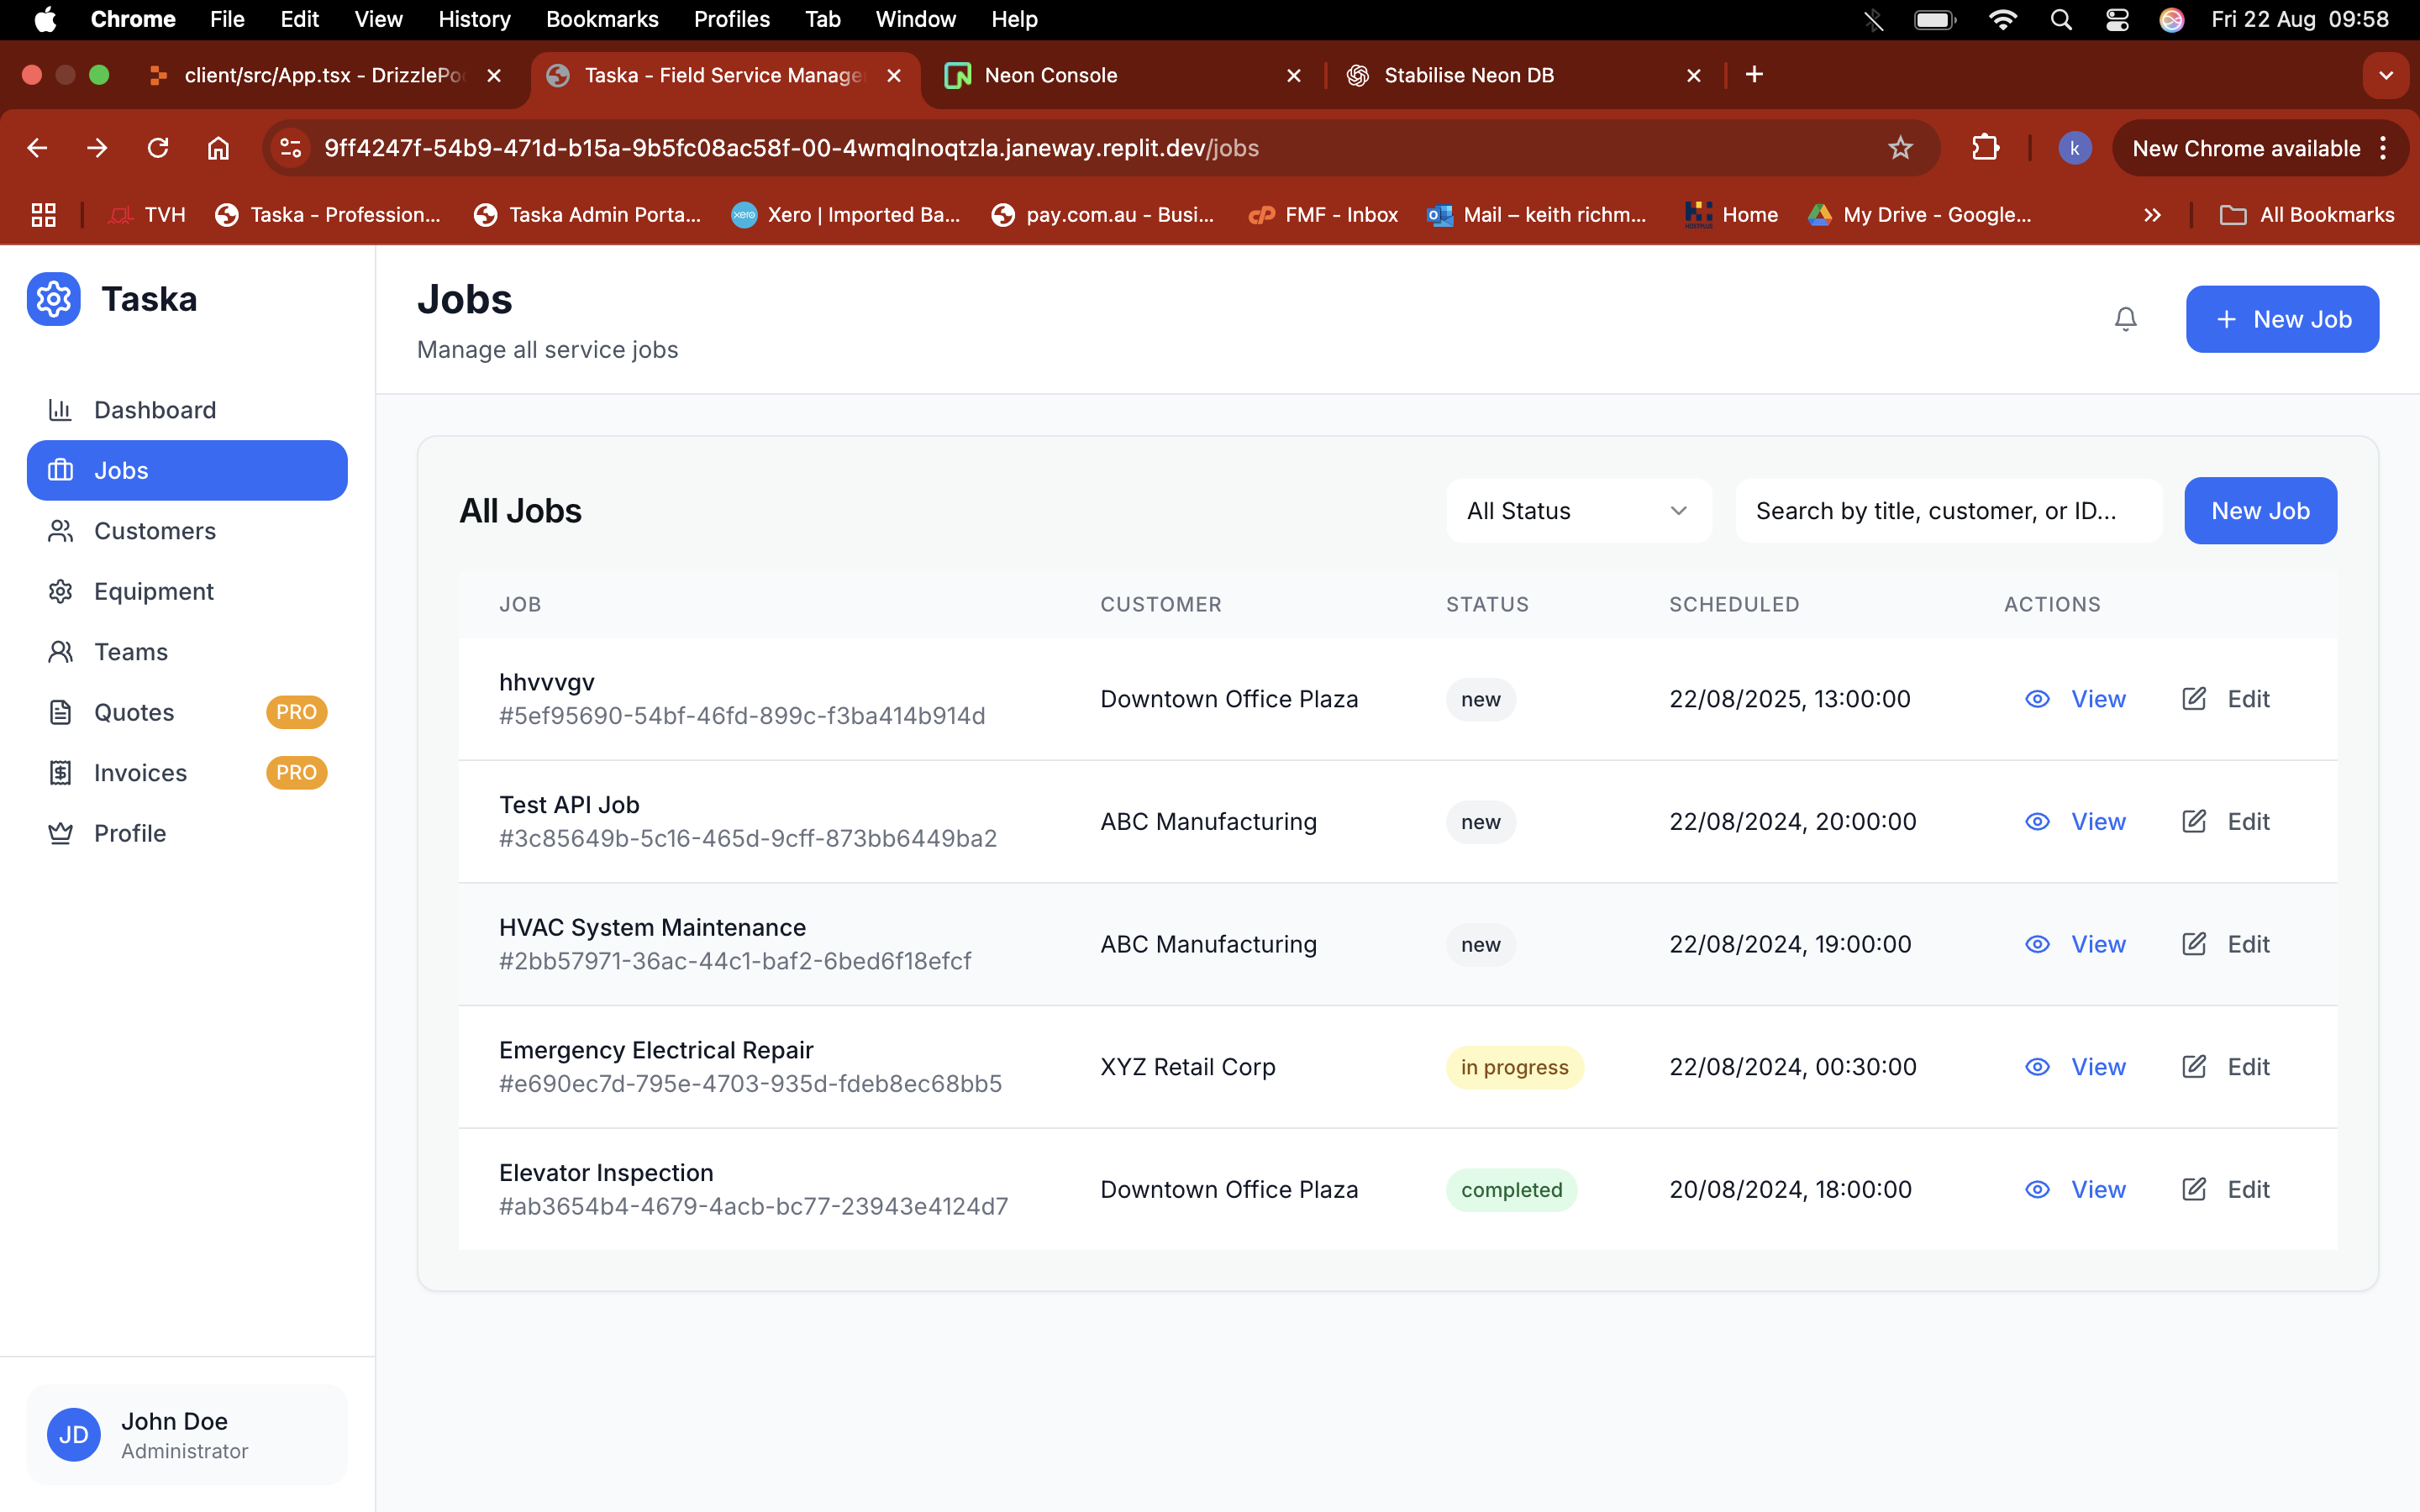 Chrome File Edit View History Bookmarks Profiles Tab Window Help Fri 22 Aug 09:58
client/src/App.tsx - DrizzlePo Taska - Field Service Manage Neon Console Stabilise Neon DB
9ff4247f-54b9-471d-b15a-9b5fc08ac58f-00-4wmqlnoqtzla.janeway.replit.dev/jobs k New Chrome available
TVH Taska - Profession... Taska Admin Porta... xero Xero | Imported Ba... pay.com.au - Busi... FMF - Inbox Mail – keith richm... HOSTPLUS Home My Drive - Google... All Bookmarks
Taska
Dashboard
Jobs
Customers
Equipment
Teams
Quotes PRO
Invoices PRO
Profile
JD
John Doe
Administrator
Jobs
Manage all service jobs
+ New Job
All Jobs
All Status
Search by title, customer, or ID...
New Job
JOB CUSTOMER STATUS SCHEDULED ACTIONS
hhvvvgv
#5ef95690-54bf-46fd-899c-f3ba414b914d
Downtown Office Plaza new 22/08/2025, 13:00:00 View Edit
Test API Job
#3c85649b-5c16-465d-9cff-873bb6449ba2
ABC Manufacturing new 22/08/2024, 20:00:00 View Edit
HVAC System Maintenance
#2bb57971-36ac-44c1-baf2-6bed6f18efcf
ABC Manufacturing new 22/08/2024, 19:00:00 View Edit
Emergency Electrical Repair
#e690ec7d-795e-4703-935d-fdeb8ec68bb5
XYZ Retail Corp in progress 22/08/2024, 00:30:00 View Edit
Elevator Inspection
#ab3654b4-4679-4acb-bc77-23943e4124d7
Downtown Office Plaza completed 20/08/2024, 18:00:00 View Edit